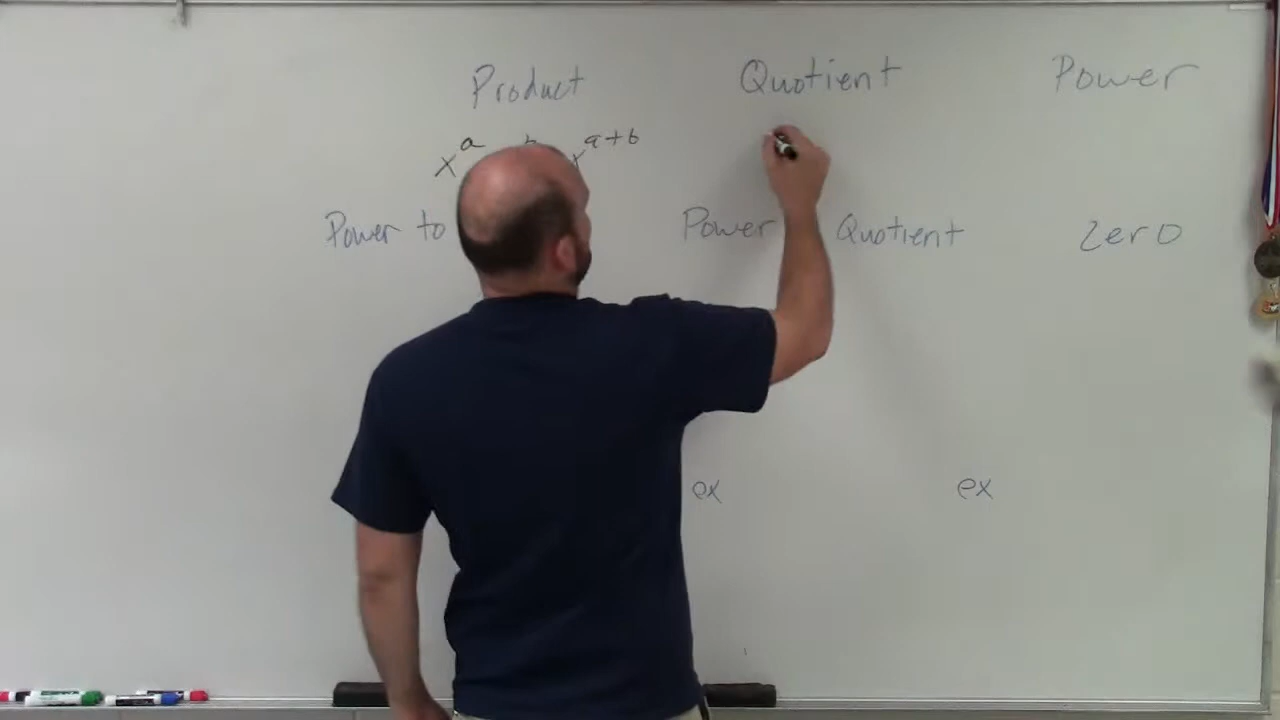 Product Quotient Power
x^a x^{a+b}
Power to Power Quotient Zero
ex ex